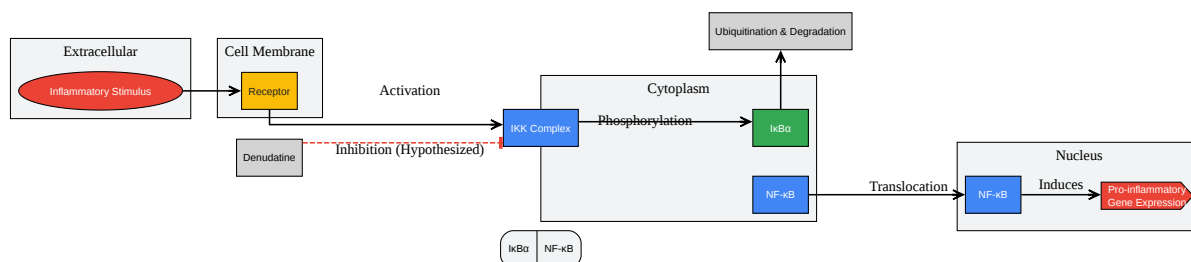 Ubiquitination & Degradation
Extracellular
Cell Membrane
Inflammatory Stimulus
Receptor
Activation
Cytoplasm
IKK Complex
Phosphorylation
IκBα
Denudatine
Inhibition (Hypothesized)
NF-κB
Translocation
Nucleus
NF-κB
Induces
Pro-inflammatory
Gene Expression
IκBα
NF-κB